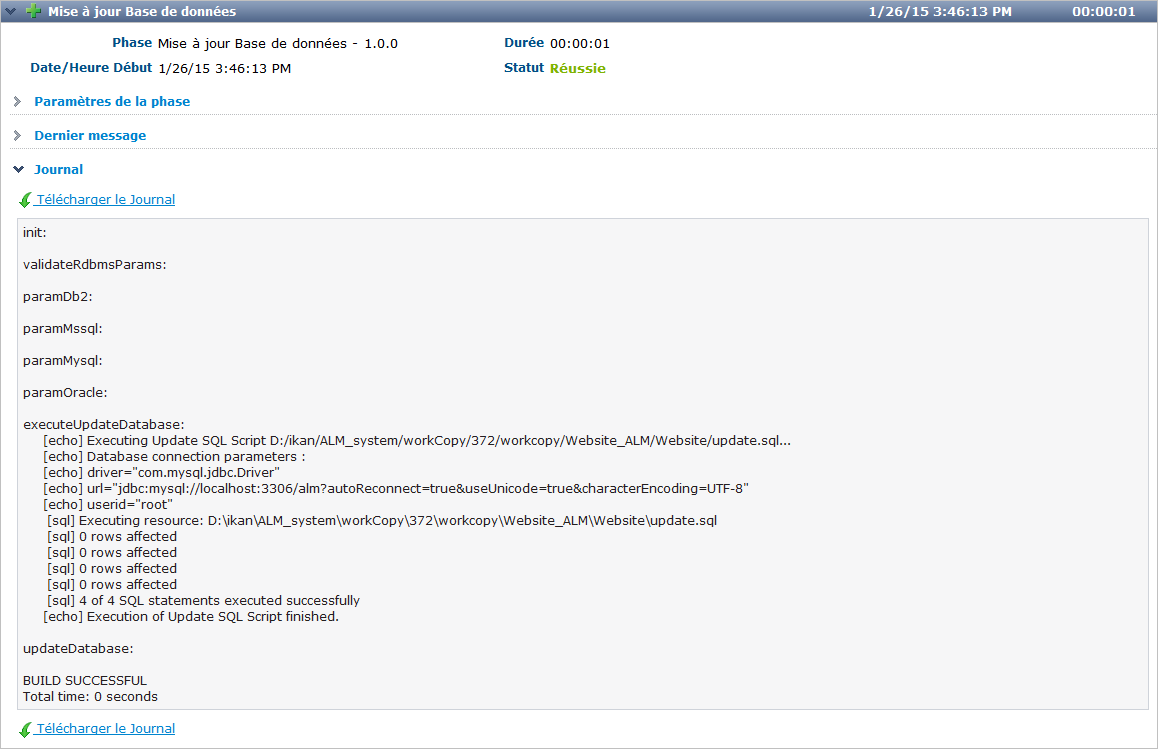 Mise à jour Base de données 1/26/15 3:46:13 PM 00:00:01
Phase Mise à jour Base de données - 1.0.0 Durée 00:00:01
Date/Heure Début 1/26/15 3:46:13 PM Statut Réussie
Paramètres de la phase
Dernier message
Journal
Télécharger le Journal
init:
validateRdbmsParams:
paramDb2:
paramMssql:
paramMysql:
paramOracle:
executeUpdateDatabase:
[echo] Executing Update SQL Script D:/ikan/ALM_system/workCopy/372/workcopy/Website_ALM/Website/update.sql...
[echo] Database connection parameters :
[echo] driver="com.mysql.jdbc.Driver"
[echo] url="jdbc:mysql://localhost:3306/alm?autoReconnect=true&useUnicode=true&characterEncoding=UTF-8"
[echo] userid="root"
[sql] Executing resource: D:\ikan\ALM_system\workCopy\372\workcopy\Website_ALM\Website\update.sql
[sql] 0 rows affected
[sql] 0 rows affected
[sql] 0 rows affected
[sql] 0 rows affected
[sql] 4 of 4 SQL statements executed successfully
[echo] Execution of Update SQL Script finished.
updateDatabase:
BUILD SUCCESSFUL
Total time: 0 seconds
Télécharger le Journal